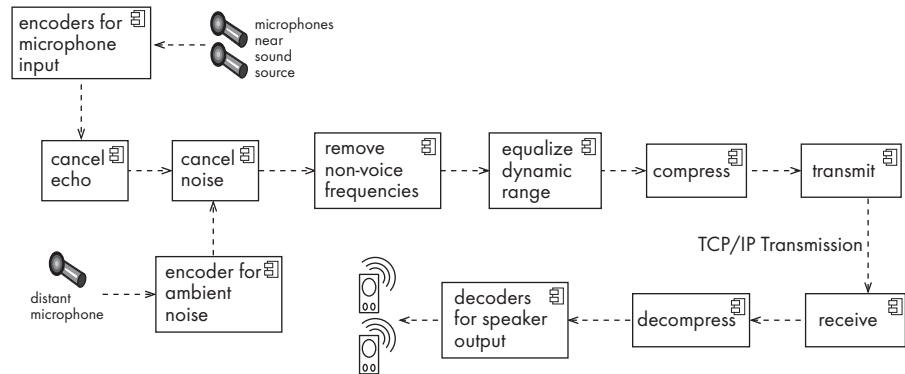 encoders for
microphone
input
microphones
near
sound
source
cancel
echo
cancel
noise
remove
non-voice
frequencies
equalize
dynamic
range
compress
transmit
TCP/IP Transmission
distant
microphone
encoder for
ambient
noise
decoders
for speaker
output
decompress
receive